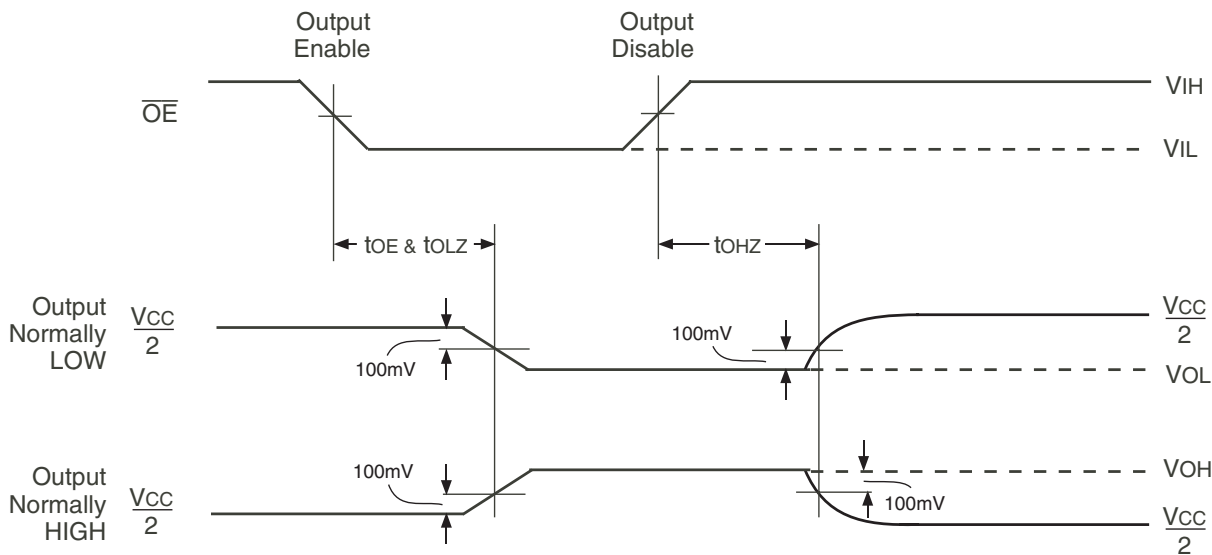 Output
Enable
Output
Disable
OE
VIH
VIL
tOE & tOLZ
tOHZ
Output
Normally
LOW
VCC
2
100mV
100mV
VCC
2
VOL
Output
Normally
HIGH
VCC
2
100mV
100mV
VOH
VCC
2